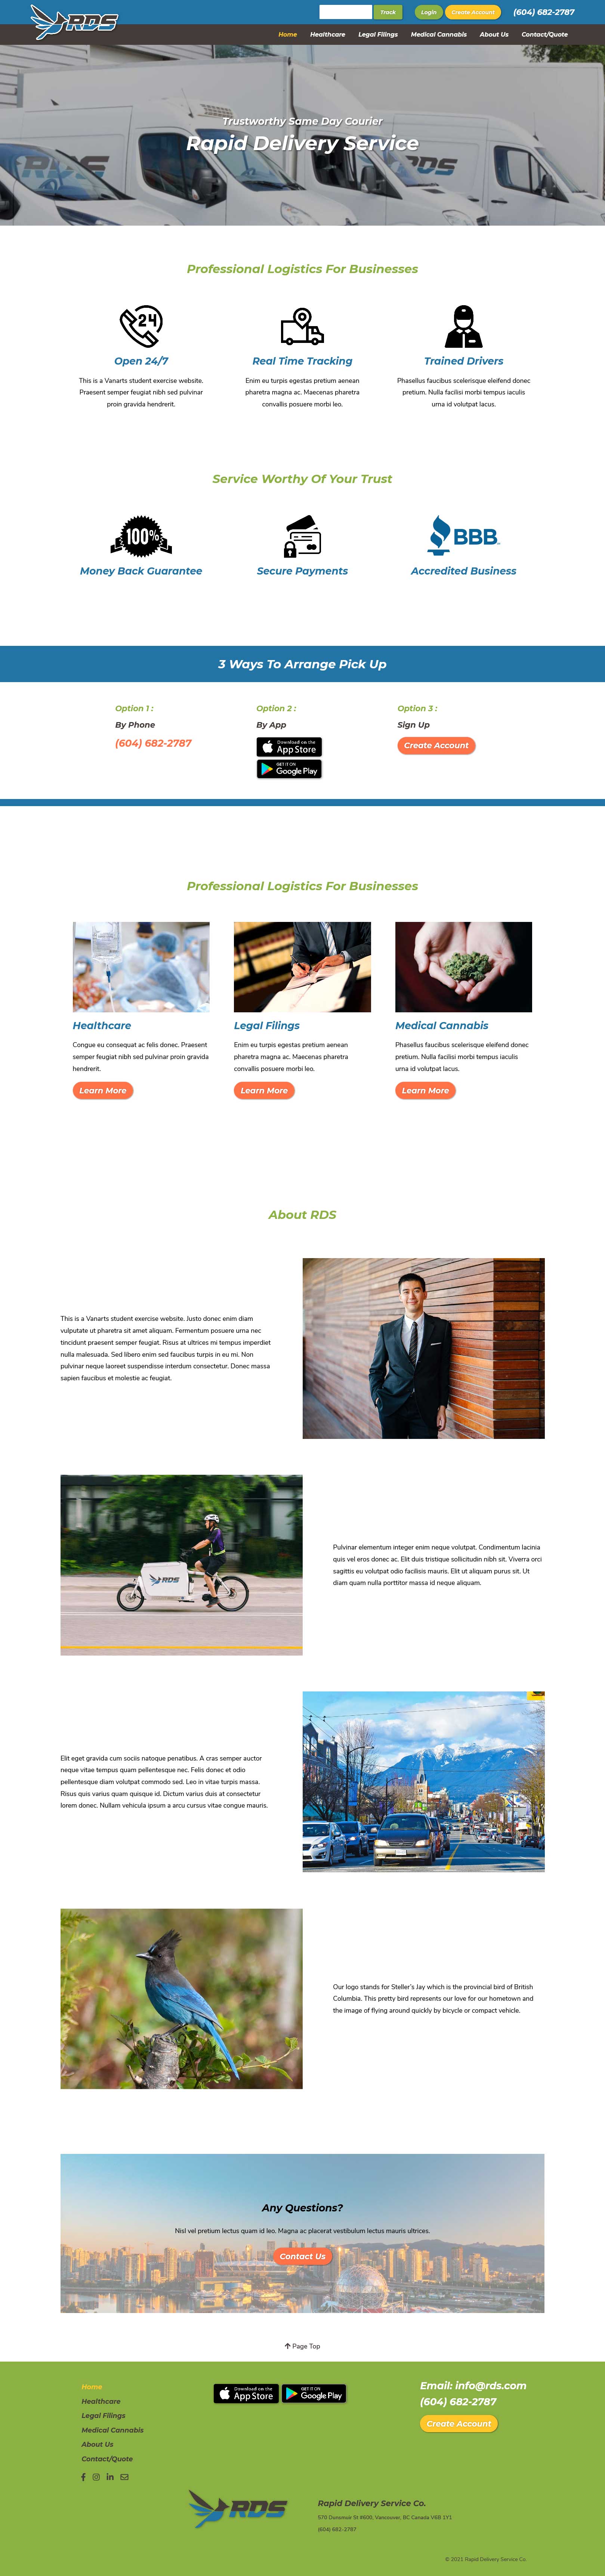 RDS
Track
Login
Create Account
(604) 682-2787
Home
Healthcare
Legal Filings
Medical Cannabis
About Us
Contact/Quote
Trustworthy Same Day Courier
Rapid Delivery Service
RDS
RDS
Professional Logistics For Businesses
24
Open 24/7
This is a Vanarts student exercise website.
Praesent semper feugiat nibh sed pulvinar
proin gravida hendrerit.
Real Time Tracking
Enim eu turpis egestas pretium aenean
pharetra magna ac. Maecenas pharetra
convallis posuere morbi leo.
Trained Drivers
Phasellus faucibus scelerisque eleifend donec
pretium. Nulla facilisi morbi tempus iaculis
urna id volutpat lacus.
Service Worthy Of Your Trust
100%
Money Back Guarantee
Secure Payments
BBB
Accredited Business
3 Ways To Arrange Pick Up
Option 1 :
By Phone
(604) 682-2787
Option 2 :
By App
Download on the
App Store
GET IT ON
Google Play
Option 3 :
Sign Up
Create Account
Professional Logistics For Businesses
Healthcare
Congue eu consequat ac felis donec. Praesent
semper feugiat nibh sed pulvinar proin gravida
hendrerit.
Learn More
Legal Filings
Enim eu turpis egestas pretium aenean
pharetra magna ac. Maecenas pharetra
convallis posuere morbi leo.
Learn More
Medical Cannabis
Phasellus faucibus scelerisque eleifend donec
pretium. Nulla facilisi morbi tempus iaculis
urna id volutpat lacus.
Learn More
About RDS
This is a Vanarts student exercise website. Justo donec enim diam
vulputate ut pharetra sit amet aliquam. Fermentum posuere urna nec
tincidunt praesent semper feugiat. Risus at ultrices mi tempus imperdiet
nulla malesuada. Sed libero enim sed faucibus turpis in eu mi. Non
pulvinar neque laoreet suspendisse interdum consectetur. Donec massa
sapien faucibus et molestie ac feugiat.
RDS
Pulvinar elementum integer enim neque volutpat. Condimentum lacinia
quis vel eros donec ac. Elit duis tristique sollicitudin nibh sit. Viverra orci
sagittis eu volutpat odio facilisis mauris. Elit ut aliquam purus sit. Ut
diam quam nulla porttitor massa id neque aliquam.
Elit eget gravida cum sociis natoque penatibus. A cras semper auctor
neque vitae tempus quam pellentesque nec. Felis donec et odio
pellentesque diam volutpat commodo sed. Leo in vitae turpis massa.
Risus quis varius quam quisque id. Dictum varius duis at consectetur
lorem donec. Nullam vehicula ipsum a arcu cursus vitae congue mauris.
Our logo stands for Steller's Jay which is the provincial bird of British
Columbia. This pretty bird represents our love for our hometown and
the image of flying around quickly by bicycle or compact vehicle.
Any Questions?
Nisl vel pretium lectus quam id leo. Magna ac placerat vestibulum lectus mauris ultrices.
Contact Us
Page Top
Home
Healthcare
Legal Filings
Medical Cannabis
About Us
Contact/Quote
Download on the
App Store
GET IT ON
Google Play
Email: info@rds.com
(604) 682-2787
Create Account
RDS
Rapid Delivery Service Co.
570 Dunsmuir St #600, Vancouver, BC Canada V6B 1Y1
(604) 682-2787
© 2021 Rapid Delivery Service Co.